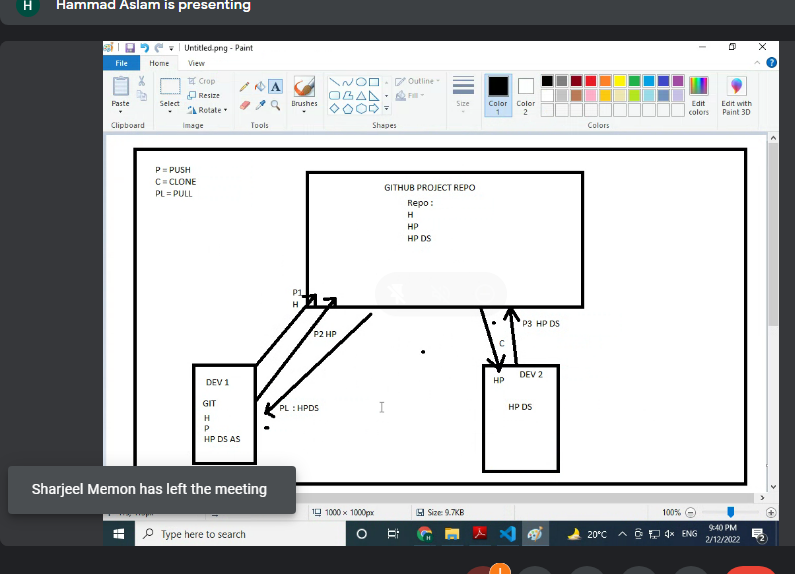 H Hammad Aslam is presenting
Untitled.png - Paint
File Home View
Paste
Clipboard
Select
Crop
Resize
Rotate
Image
A
Tools
Brushes
Outline
Fill
Shapes
Size
Color 1
Color 2
Colors
Edit colors
Edit with Paint 3D
P = PUSH
C = CLONE
PL = PULL
GITHUB PROJECT REPO
Repo :
H
HP
HP DS
P1
H
P2 HP
PL : HPDS
C
P3 HP DS
DEV 1
GIT
H
P
HP DS AS
DEV 2
HP
HP DS
Sharjeel Memon has left the meeting
1000 × 1000px
Size: 9.7KB
100%
Type here to search
20°C
ENG
9:40 PM
2/12/2022
2